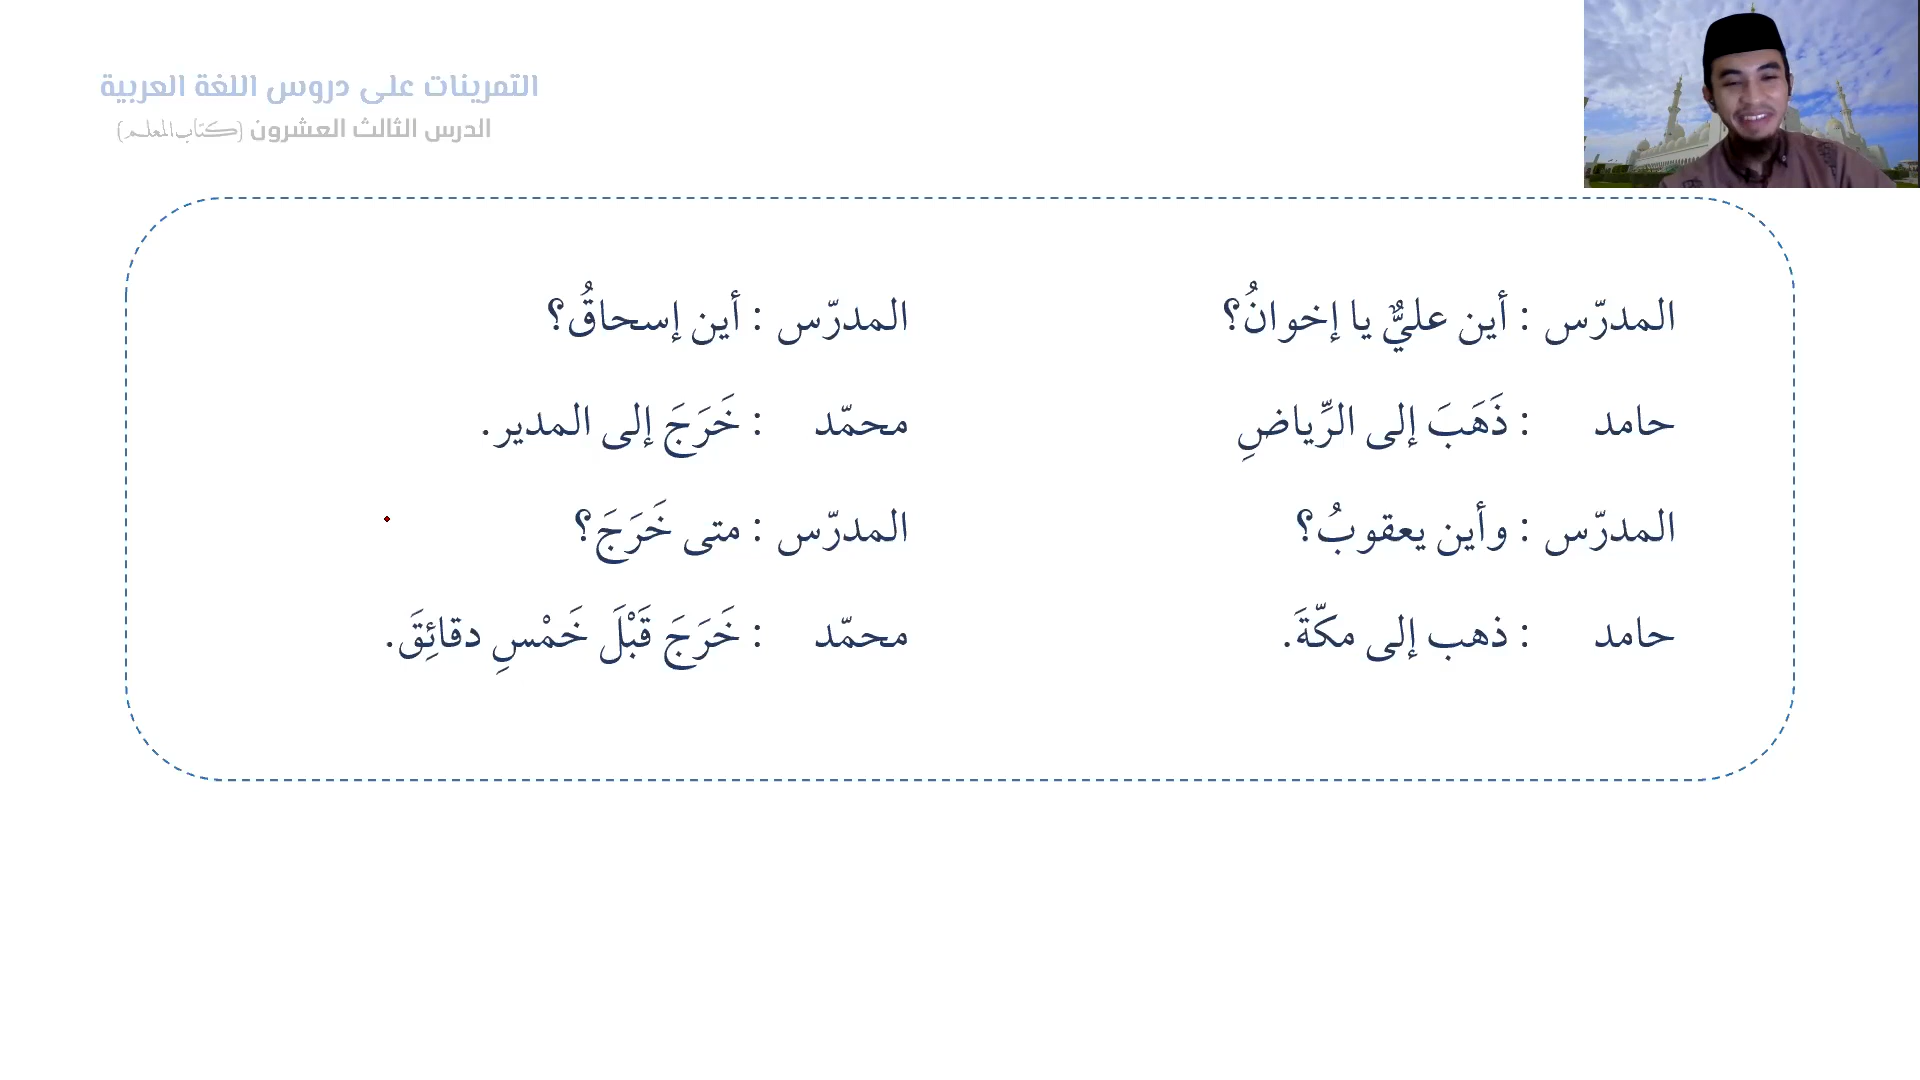 التمرينات على دروس اللغة العربية
الدرس الثالث العشرون (كتاب المعلم)
المدرّس : أين عليٌّ يا إخوانُ؟
حامد : ذَهَبَ إلى الرِّياضِ
المدرّس : وأين يعقوبُ؟
حامد : ذهب إلى مكّةَ.
المدرّس : أين إسحاقُ؟
محمّد : خَرَجَ إلى المدير.
المدرّس : متى خَرَجَ؟
محمّد : خَرَجَ قَبْلَ خَمْسِ دقائِقَ.